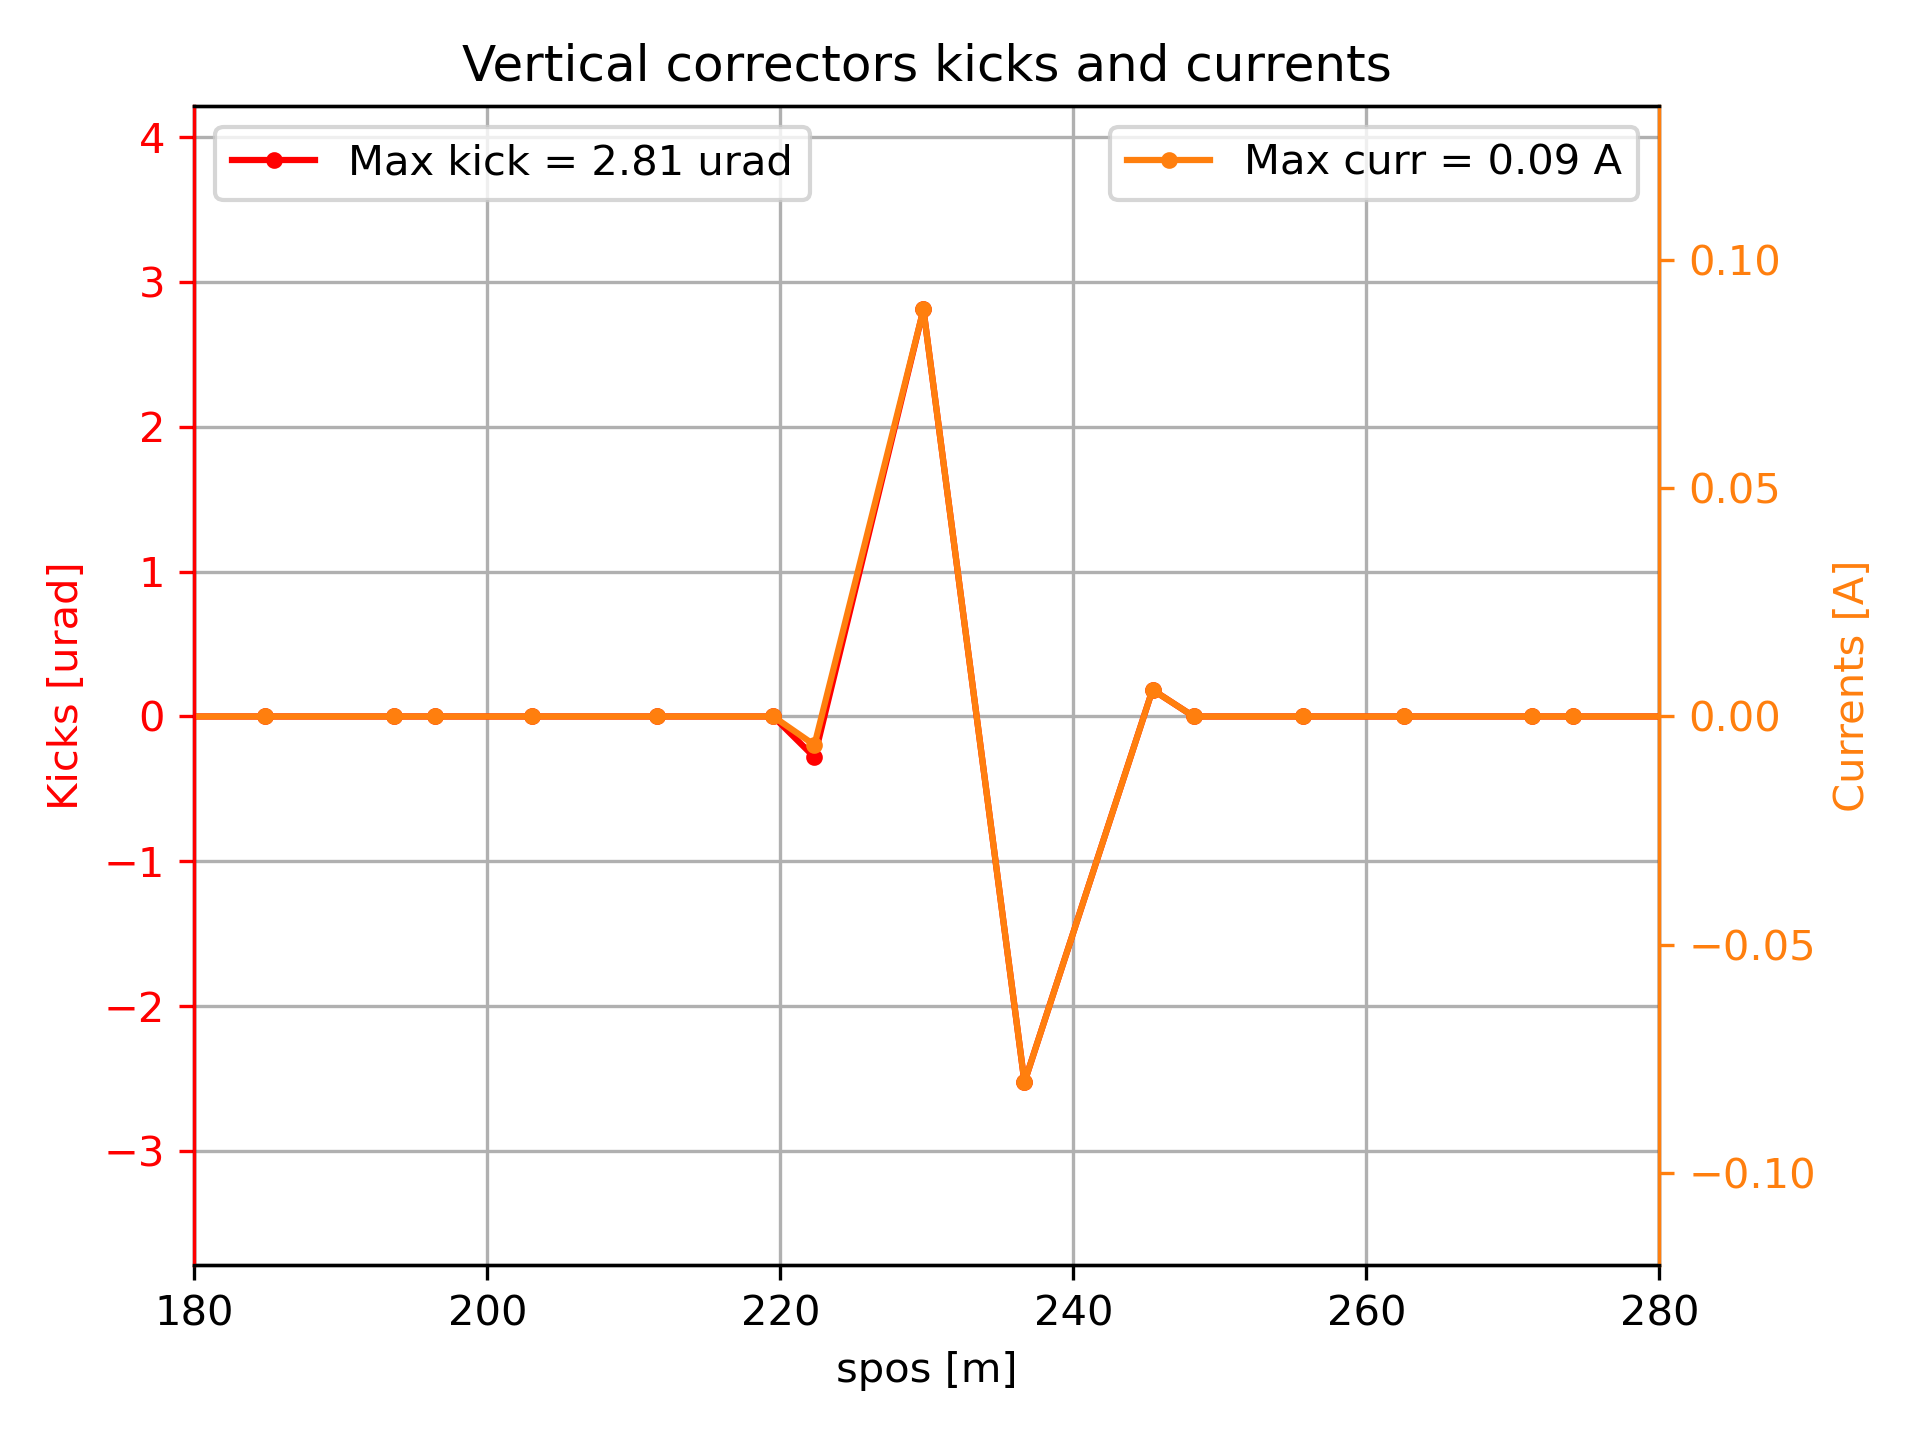 Vertical correctors kicks and currents
Max kick = 2.81 urad
Max curr = 0.09 A
4
3
2
1
0
−1
−2
−3
Kicks [urad]
0.10
0.05
0.00
−0.05
−0.10
Currents [A]
180 200 220 240 260 280
spos [m]